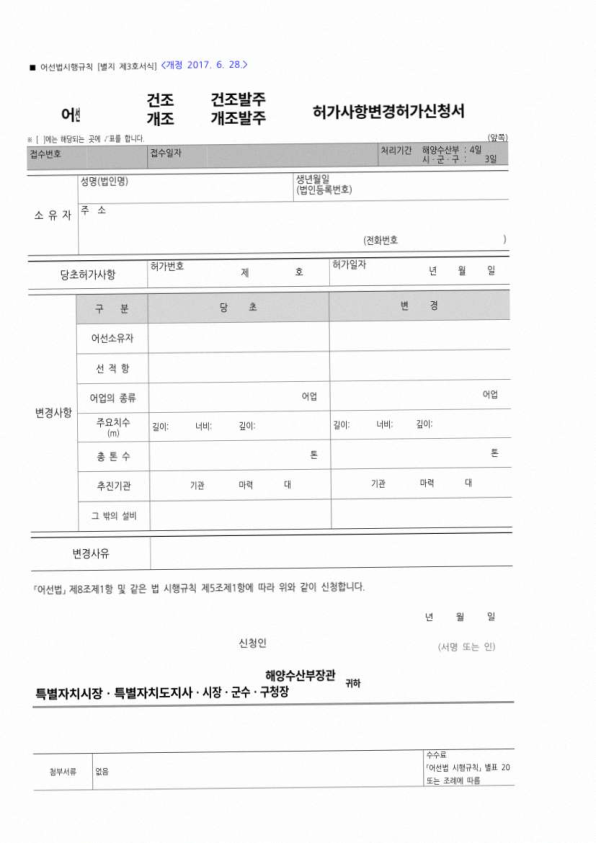 ■ 어선법시행규칙 [별지 제3호서식] <개정 2017. 6. 28.>
건조 건조발주
어선 허가사항변경허가신청서
개조 개조발주
※ [ ]에는 해당되는 곳에 √표를 합니다. (앞쪽)
접수번호 접수일자 처리기간 해양수산부 : 4일
시·군·구 : 3일
소 유 자 성명(법인명) 생년월일
(법인등록번호)
주 소
(전화번호 )
당초허가사항 허가번호 제 호 허가일자 년 월 일
변경사항 구 분 당 초 변 경
어선소유자
선 적 항
어업의 종류 어업 어업
주요치수
(m) 길이: 너비: 깊이: 길이: 너비: 깊이:
총 톤 수 톤 톤
추진기관 기관 마력 대 기관 마력 대
그 밖의 설비
변경사유
「어선법」 제8조제1항 및 같은 법 시행규칙 제5조제1항에 따라 위와 같이 신청합니다.
년 월 일
신청인 (서명 또는 인)
해양수산부장관
특별자치시장·특별자치도지사·시장·군수·구청장 귀하
첨부서류 없음 수수료
「어선법 시행규칙」 별표 20
또는 조례에 따름